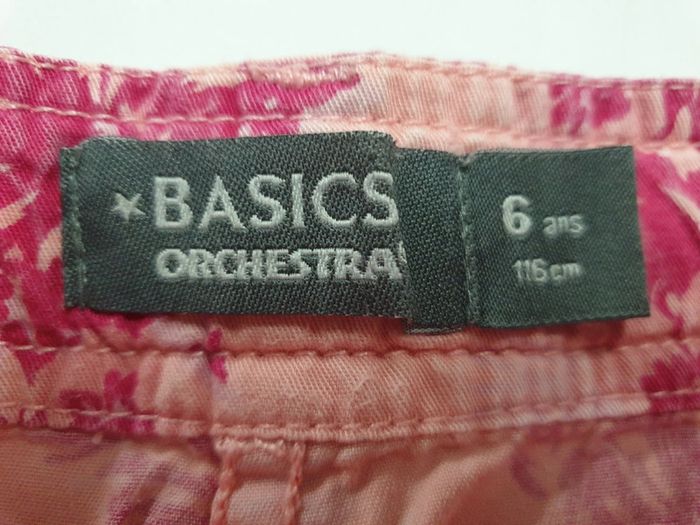 BASICS
ORCHESTRA
6 ans
116 cm